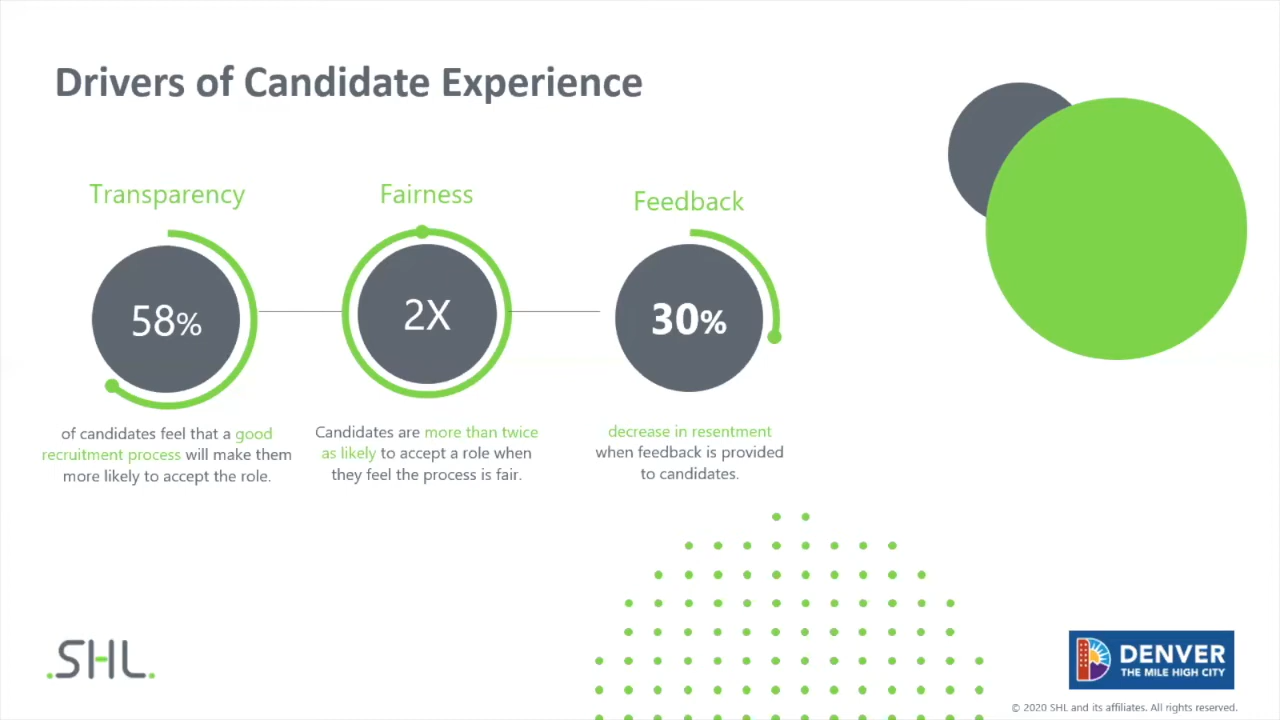 Drivers of Candidate Experience
Transparency
58%
of candidates feel that a good
recruitment process will make them
more likely to accept the role.
Fairness
2X
Candidates are more than twice
as likely to accept a role when
they feel the process is fair.
Feedback
30%
decrease in resentment
when feedback is provided
to candidates.
.SHL.
DENVER
THE MILE HIGH CITY
© 2020 SHL and its affiliates. All rights reserved.